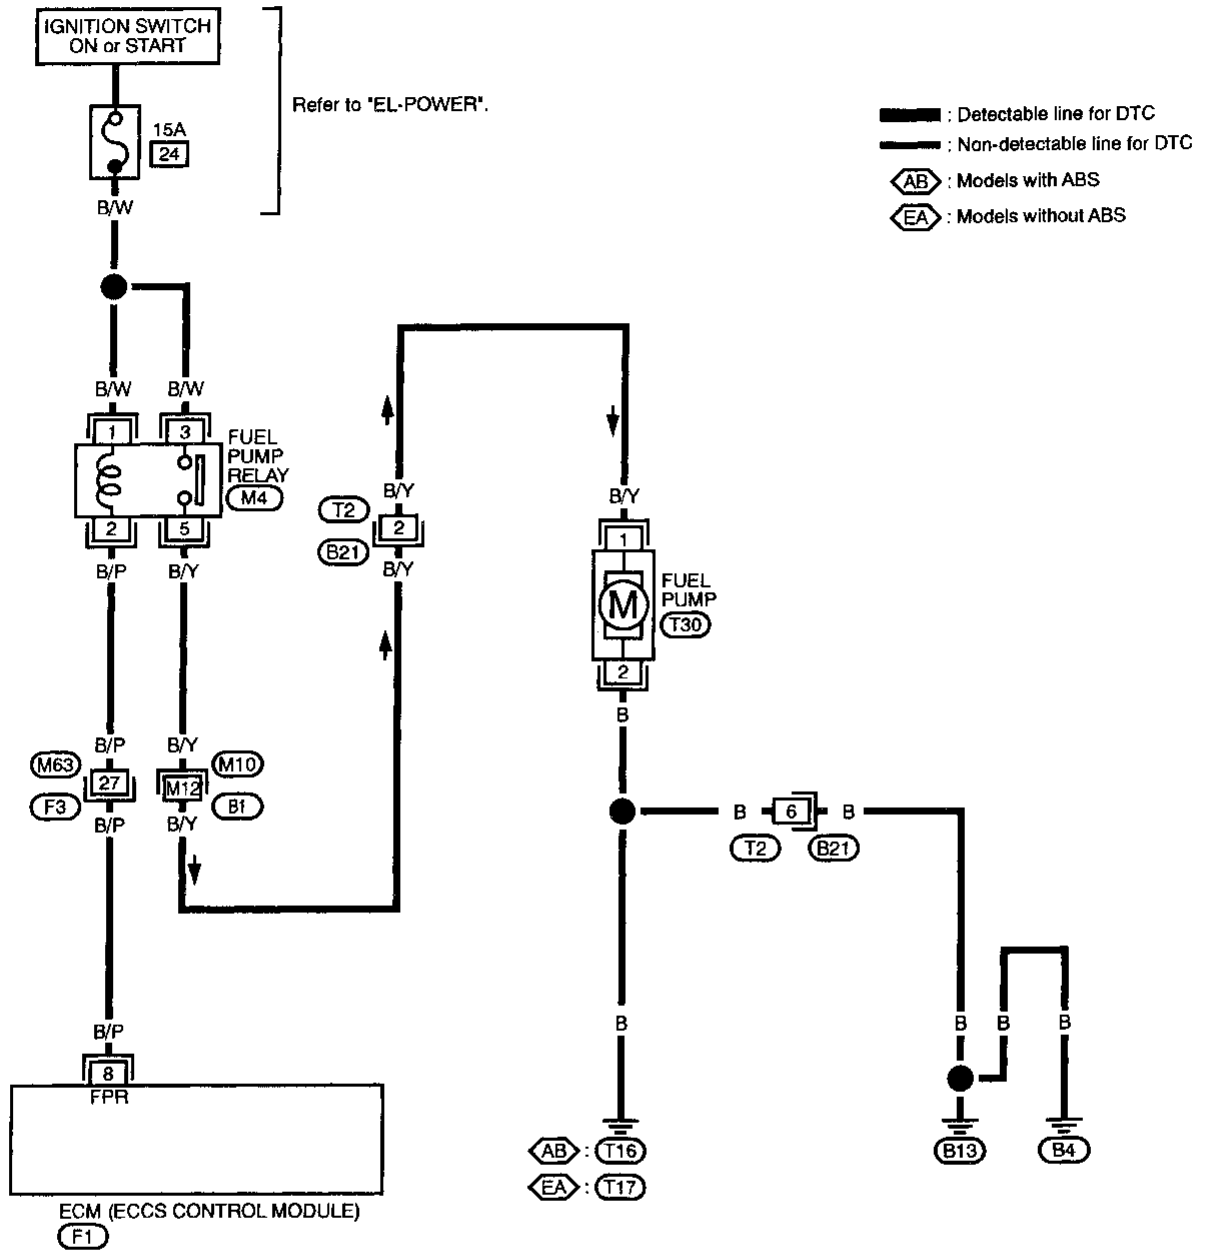 IGNITION SWITCH
ON or START
Refer to "EL-POWER".
15A
24
B/W
: Detectable line for DTC
: Non-detectable line for DTC
AB : Models with ABS
EA : Models without ABS
B/W B/W
1 3
FUEL
PUMP
RELAY
M4
2 5
B/P B/Y
B/Y
T2
2
B21
B/Y
B/Y
1
M
FUEL
PUMP
T30
2
B
B/P B/Y
M63
27
F3
B/P
M10
M12
B1
B/Y
B 6 B
T2 B21
B/P
8
FPR
ECM (ECCS CONTROL MODULE)
F1
B
AB : T16
EA : T17
B B B
B13 B4